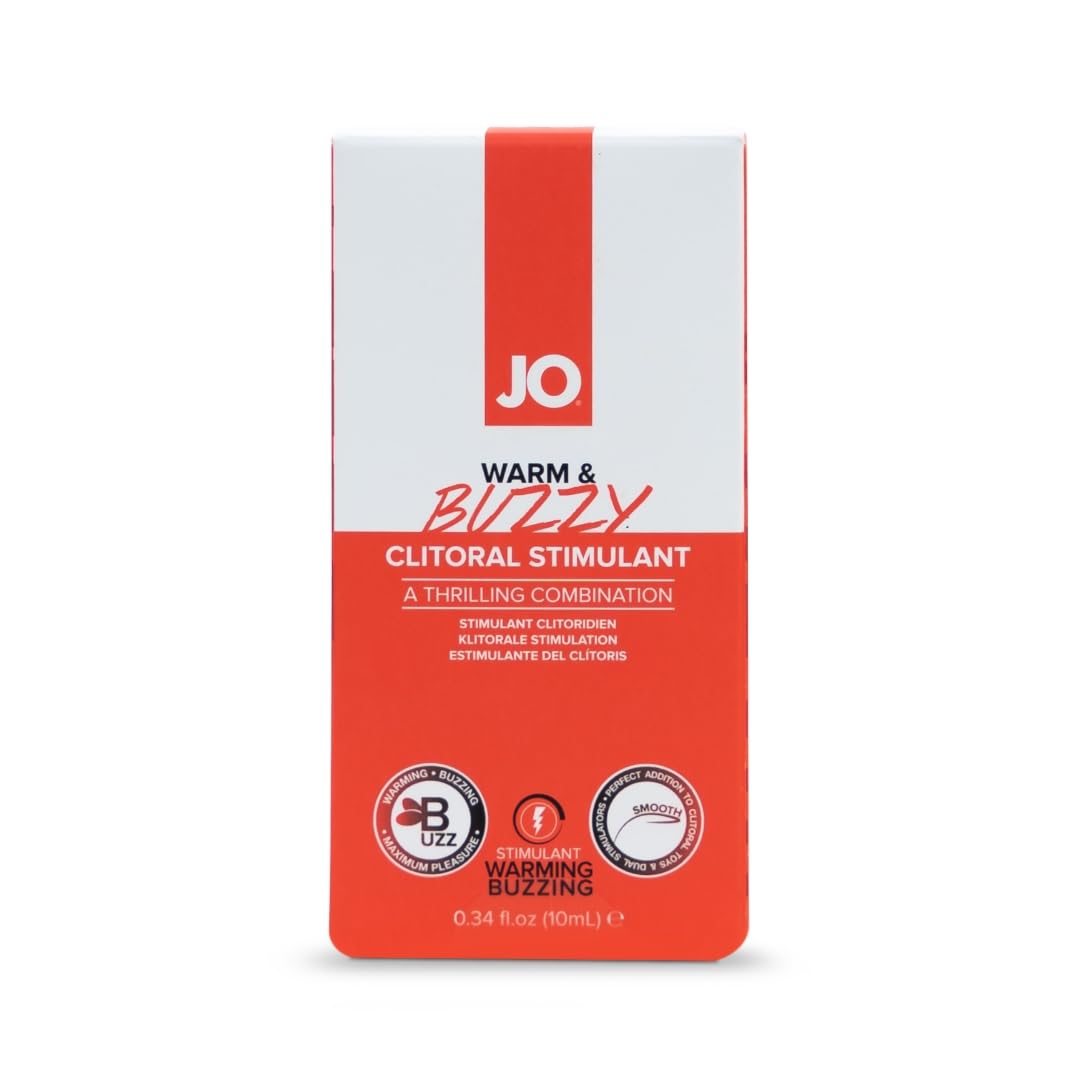 JO®
WARM &
BUZZY
CLITORAL STIMULANT
A THRILLING COMBINATION
STIMULANT CLITORIDIEN
KLITORALE STIMULATION
ESTIMULANTE DEL CLÍTORIS
WARMING • BUZZING
BUZZ
• MAXIMUM PLEASURE •
STIMULANT
WARMING
BUZZING
• PERFECT ADDITION TO CLITORAL TOYS & DUAL STIMULATORS
SMOOTH
0.34 fl.oz (10mL) ℮